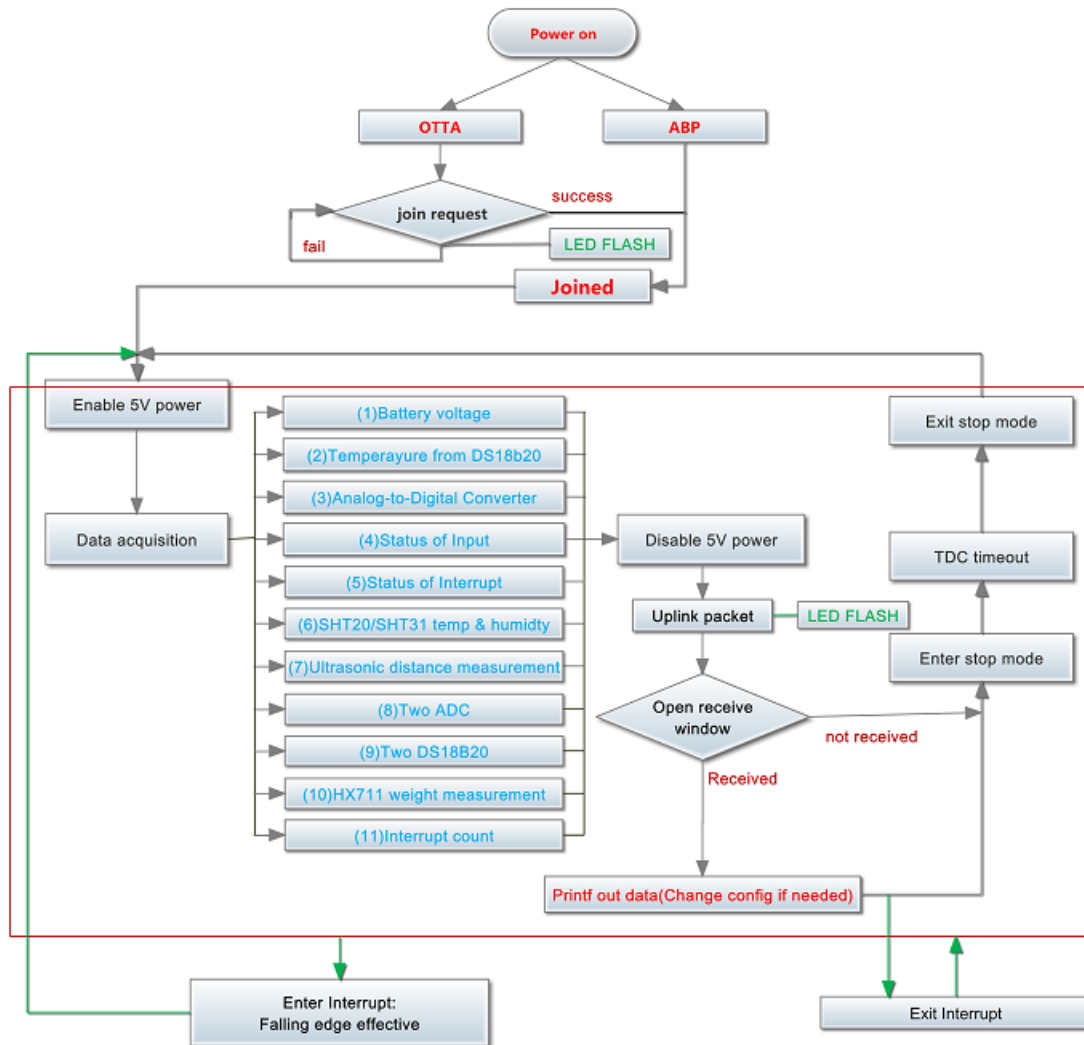 Power on
OTTA
ABP
join request
success
fail
LED FLASH
Joined
Enable 5V power
Data acquisition
(1)Battery voltage
(2)Temperayure from DS18b20
(3)Analog-to-Digital Converter
(4)Status of Input
(5)Status of Interrupt
(6)SHT20/SHT31 temp & humidty
(7)Ultrasonic distance measurement
(8)Two ADC
(9)Two DS18B20
(10)HX711 weight measurement
(11)Interrupt count
Disable 5V power
Uplink packet
LED FLASH
Open receive
window
not received
Received
Printf out data(Change config if needed)
Exit stop mode
TDC timeout
Enter stop mode
Enter Interrupt:
Falling edge effective
Exit Interrupt